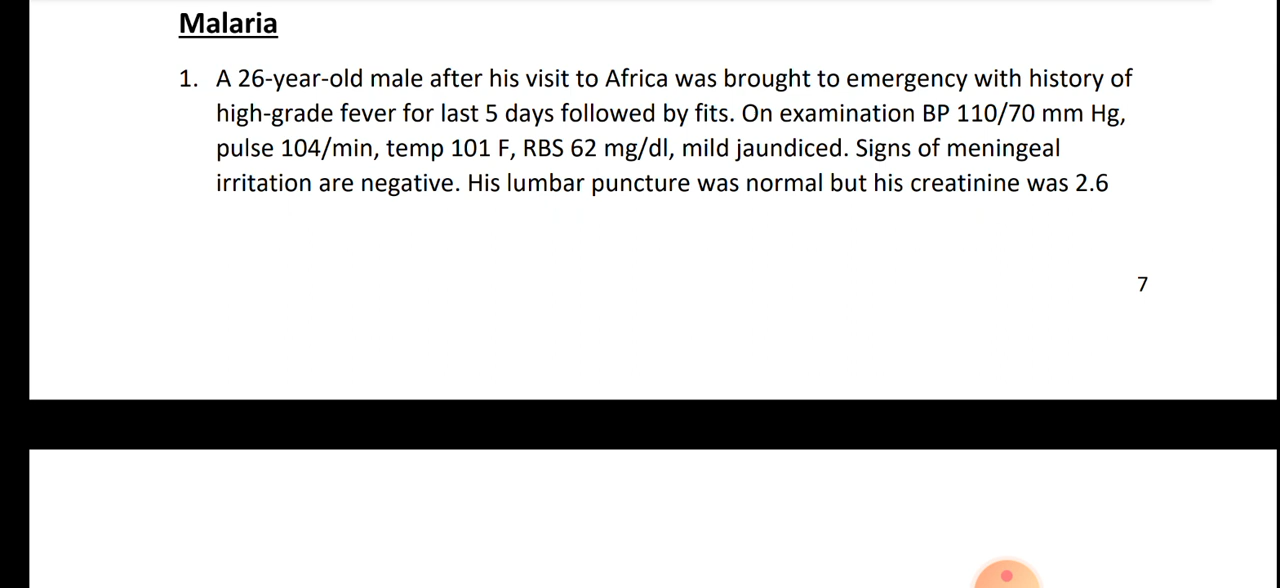 Malaria
1. A 26-year-old male after his visit to Africa was brought to emergency with history of
high-grade fever for last 5 days followed by fits. On examination BP 110/70 mm Hg,
pulse 104/min, temp 101 F, RBS 62 mg/dl, mild jaundiced. Signs of meningeal
irritation are negative. His lumbar puncture was normal but his creatinine was 2.6
7